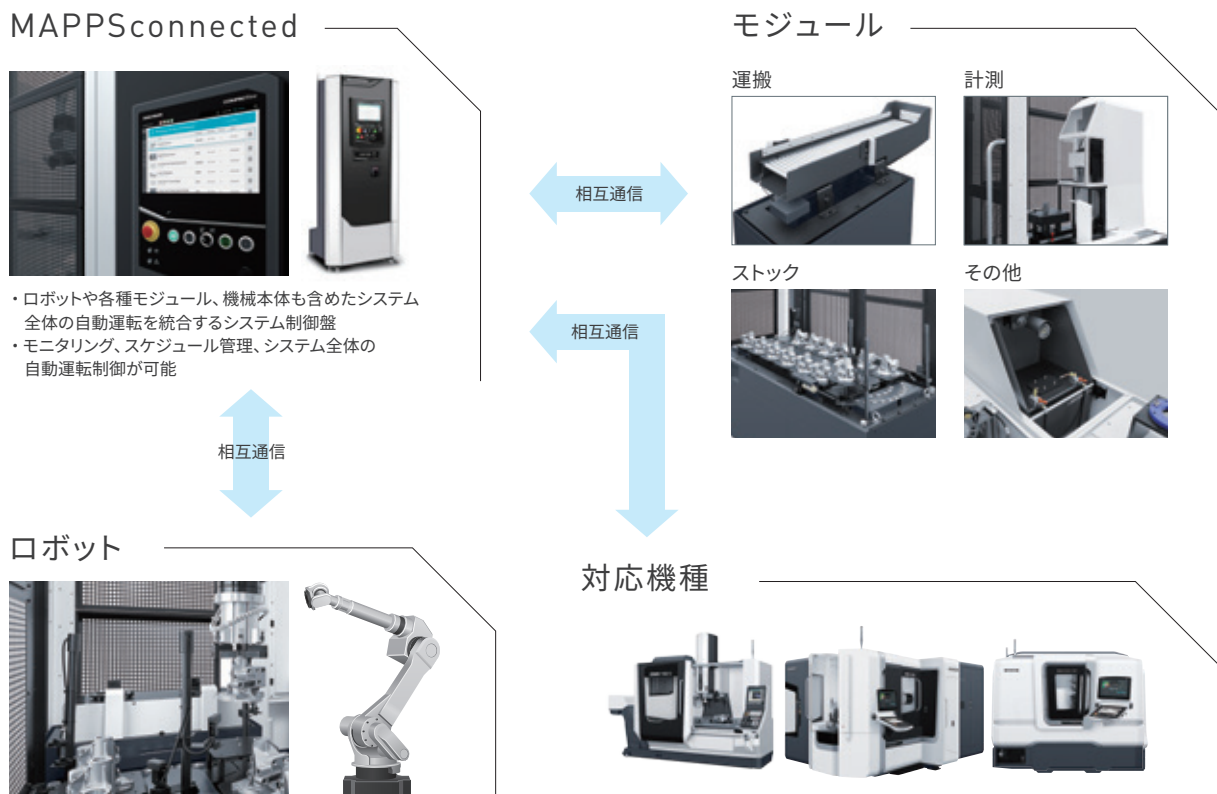 MAPPSconnected
・ロボットや各種モジュール、機械本体も含めたシステム
全体の自動運転を統合するシステム制御盤
・モニタリング、スケジュール管理、システム全体の
自動運転制御が可能
相互通信
相互通信
相互通信
モジュール
運搬
計測
ストック
その他
ロボット
対応機種